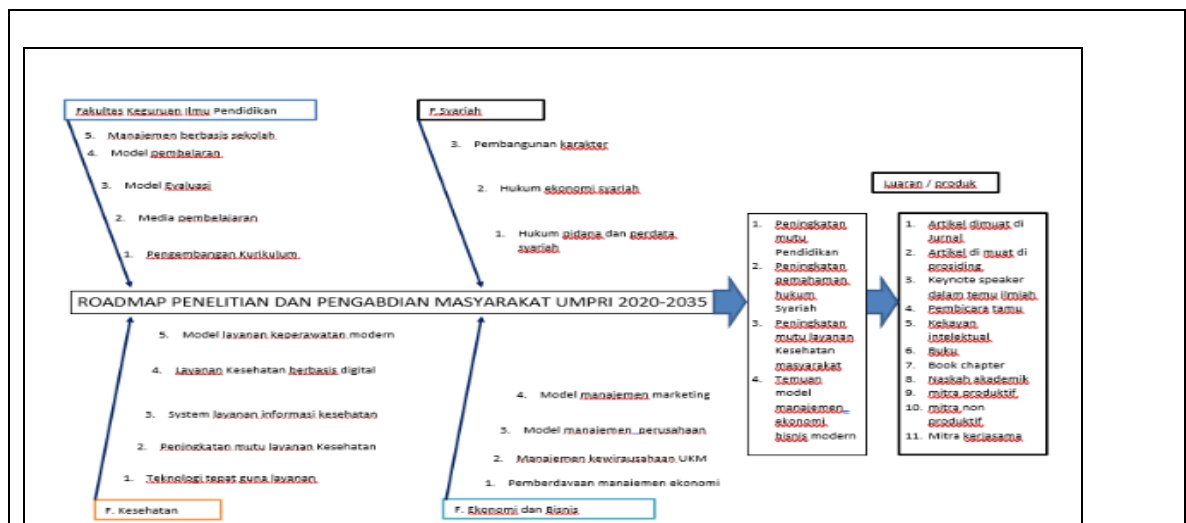 Fakultas Keguruan Ilmu Pendidikan
5. Manajemen berbasis sekolah
4. Model pembelaran
3. Model Evaluasi
2. Media pembelajaran
1. Pengembangan Kurikulum
F.Syariah
3. Pembangunan karakter
2. Hukum ekonomi syariah
1. Hukum pidana dan perdata
syariah
ROADMAP PENELITIAN DAN PENGABDIAN MASYARAKAT UMPRI 2020-2035
5. Model layanan keperawatan modern
4. Layanan Kesehatan berbasis digital
3. System layanan informasi kesehatan
2. Peningkatan mutu layanan Kesehatan
1. Teknologi tepat guna layanan
F. Kesehatan
4. Model manajemen marketing
3. Model manajemen perusahaan
2. Manajemen kewirausahaan UKM
1. Pemberdayaan manajemen ekonomi
F. Ekonomi dan Bisnis
1. Peningkatan
mutu
Pendidikan
2. Peningkatan
pemahaman
hukum
Syariah
3. Peningkatan
mutu layanan
Kesehatan
masyarakat
4. Temuan
model
manajemen
ekonomi
bisnis modern
Luaran / produk
1. Artikel dimuat di
Jurnal
2. Artikel di muat di
prosiding
3. Keynote speaker
dalam temu ilmiah
4. Pembicara tamu
5. Kekayan
intelektual
6. Buku
7. Book chapter
8. Naskah akademik
9. mitra produktif
10. mitra non
produktif
11. Mitra kerjasama